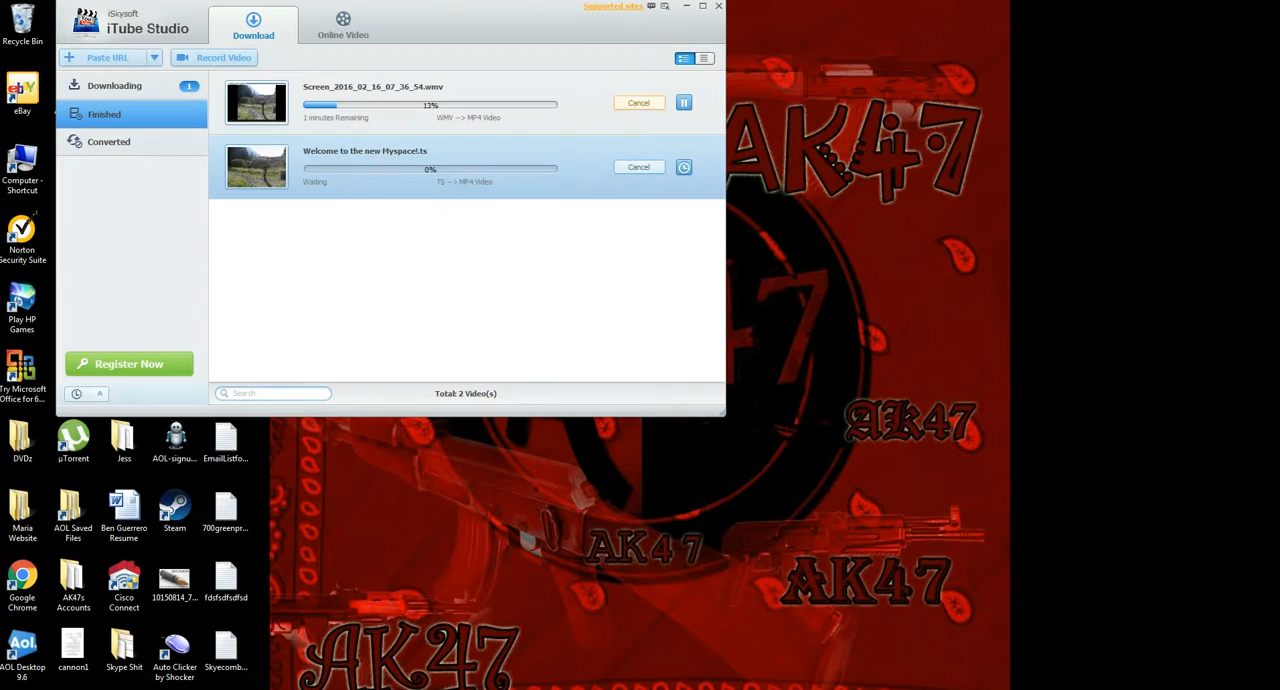 iSkysoft
iTube Studio
Download
Online Video
Supported sites
Paste URL
Record Video
Downloading
1
Finished
Converted
Screen_2016_02_16_07_36_54.wmv
13%
Cancel
1 minutes Remaining
WMV --> MP4 Video
Welcome to the new Myspace!.ts
0%
Cancel
Waiting
TS --> MP4 Video
Register Now
Search
Total: 2 Video(s)
Recycle Bin
eBay
Computer -
Shortcut
Norton
Security Suite
Play HP
Games
Try Microsoft
Office for 6...
DVDz
µTorrent
Jess
AOL-signu...
EmailListfo...
Maria
Website
AOL Saved
Files
Ben Guerrero
Resume
Steam
700greenpr...
Google
Chrome
AK47s
Accounts
Cisco
Connect
10150814_7...
fdsfsdfsdfsd
AOL Desktop
9.6
cannon1
Skype Shit
Auto Clicker
by Shocker
Skyecomb...
AK47
47
AK47
AK47
AK47
AK47